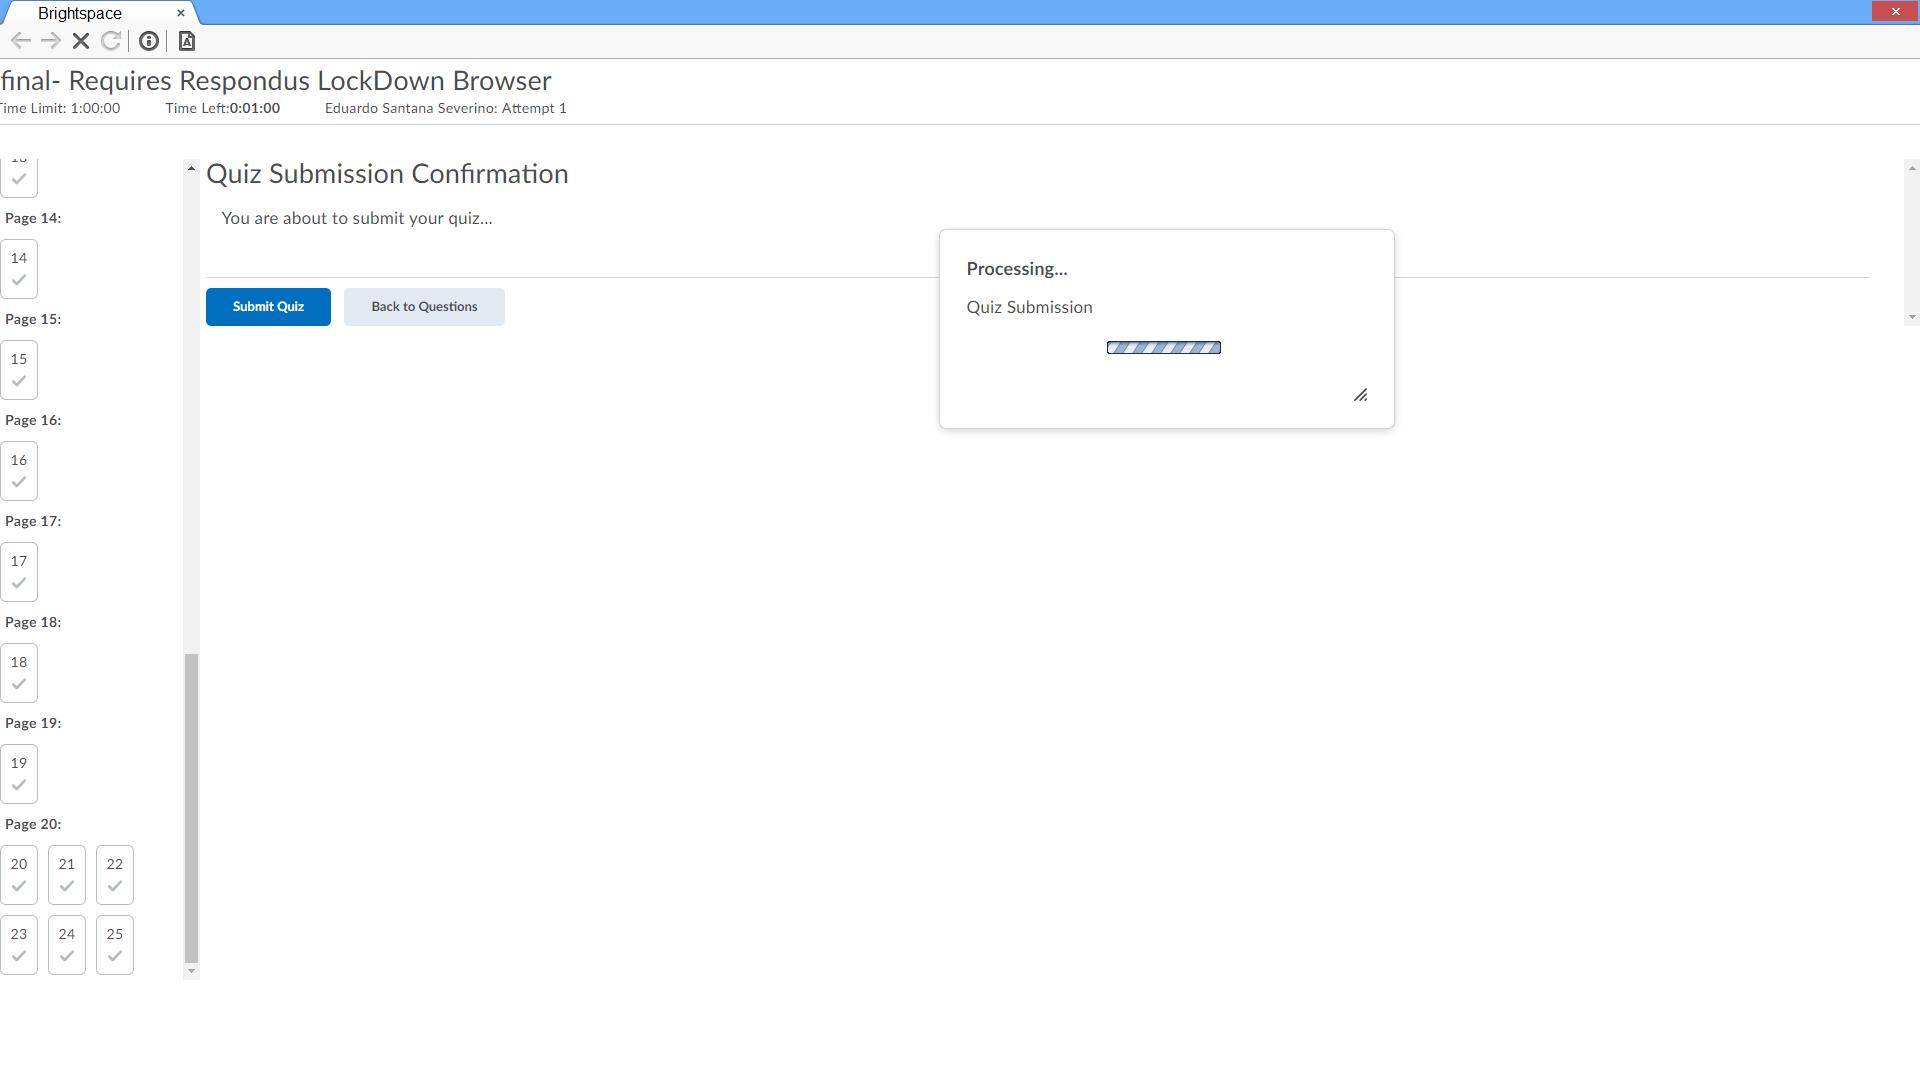 Brightspace
final- Requires Respondus LockDown Browser
Time Limit: 1:00:00 Time Left:0:01:00 Eduardo Santana Severino: Attempt 1
Quiz Submission Confirmation
You are about to submit your quiz...
Submit Quiz Back to Questions
Processing...
Quiz Submission
Page 14:
14
Page 15:
15
Page 16:
16
Page 17:
17
Page 18:
18
Page 19:
19
Page 20:
20 21 22
23 24 25